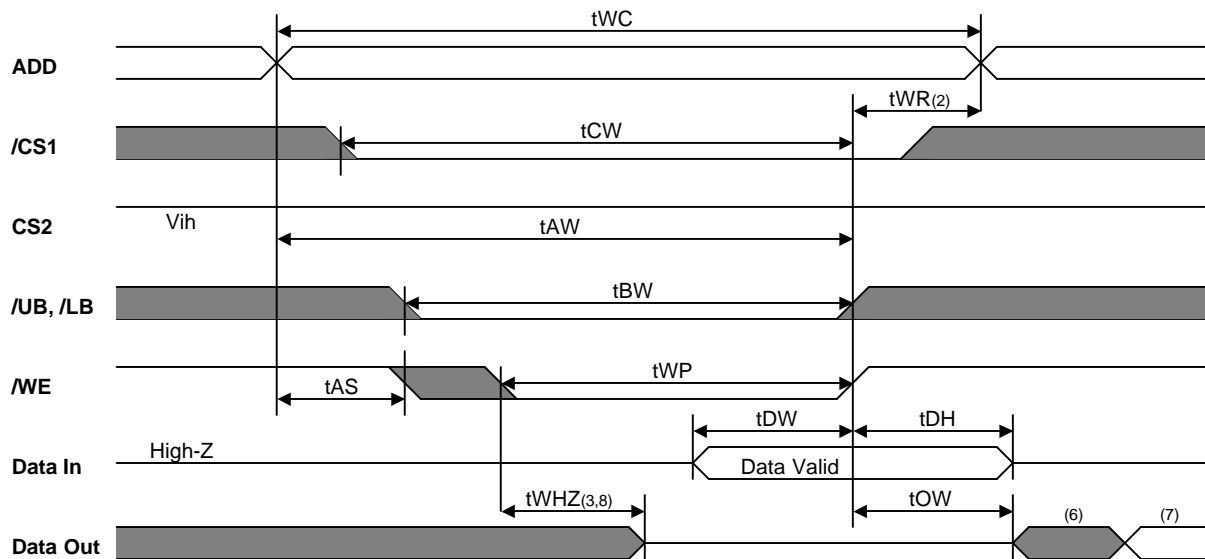 tWC
ADD
tWR(2)
/CS1
tCW
CS2
Vih
tAW
/UB, /LB
tBW
/WE
tAS
tWP
tDW
tDH
Data In
High-Z
Data Valid
tWHZ(3,8)
tOW
Data Out
(6)
(7)